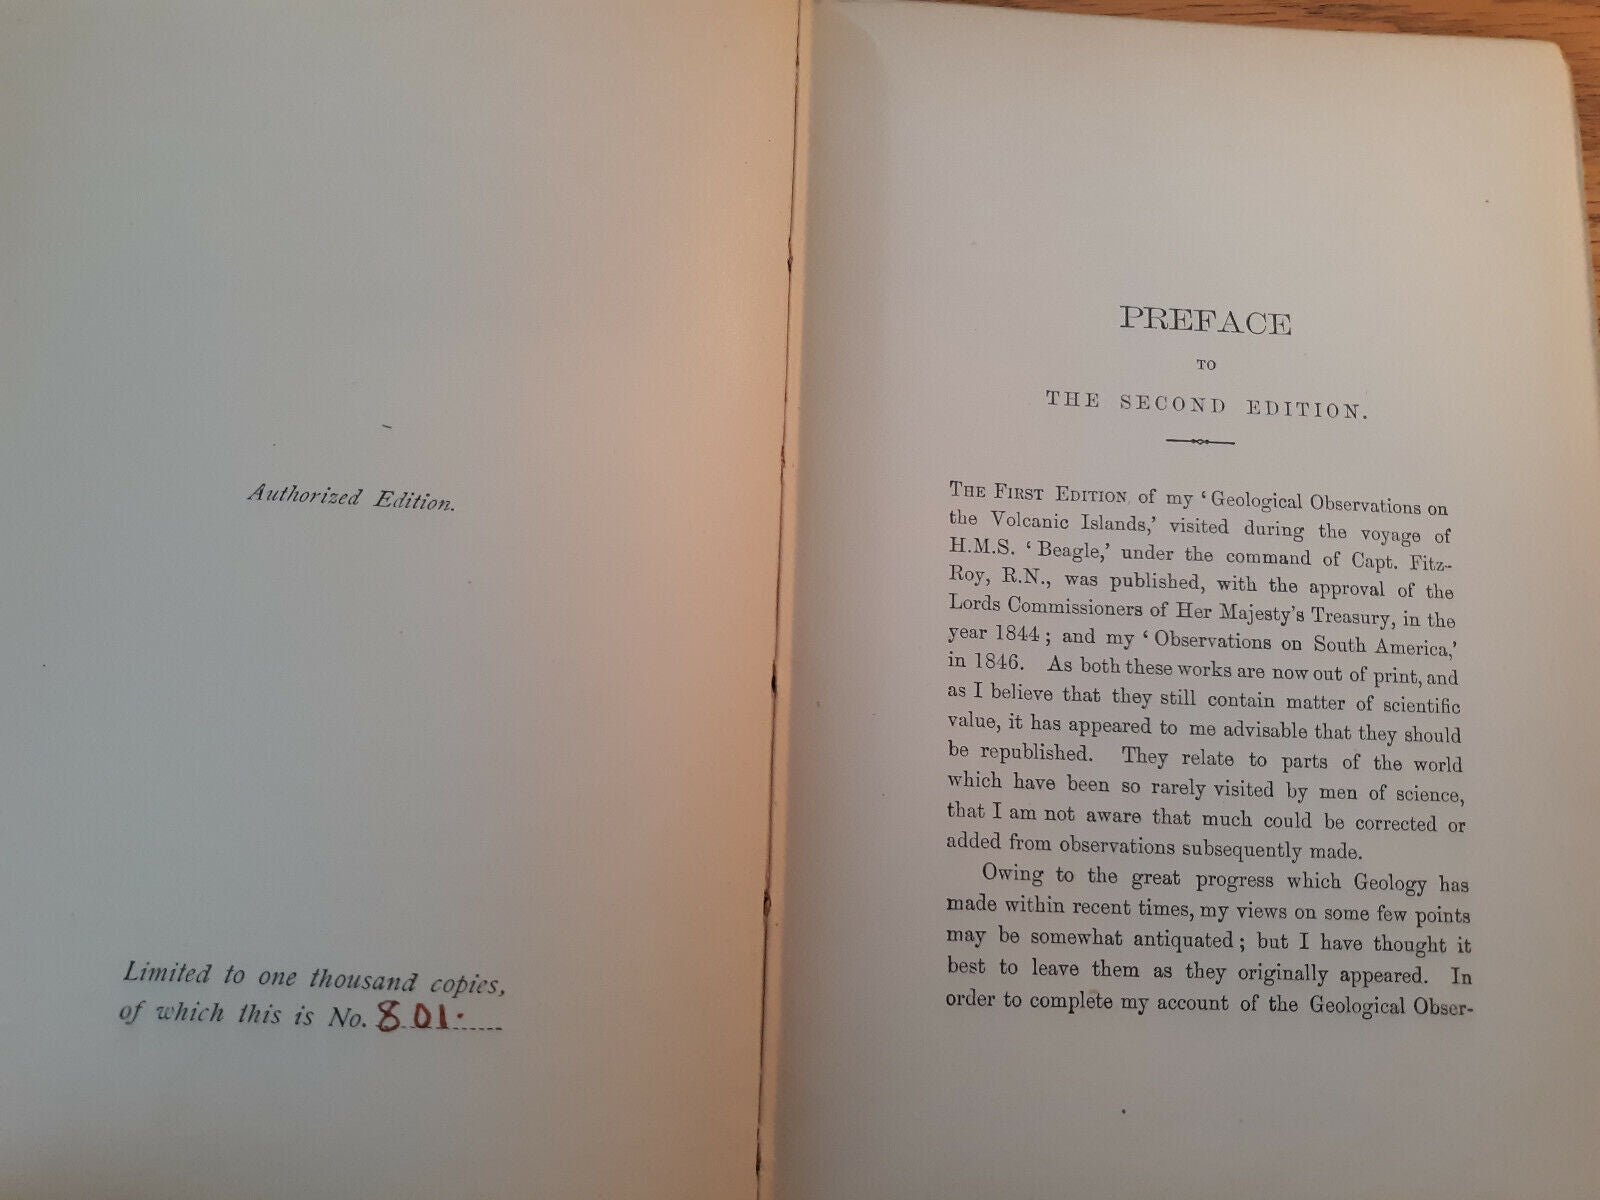 Authorized Edition.
Limited to one thousand copies,
of which this is No. 801.
PREFACE
TO
THE SECOND EDITION.
THE FIRST EDITION of my ‘Geological Observations on
the Volcanic Islands,’ visited during the voyage of
H.M.S. ‘Beagle,’ under the command of Capt. Fitz-
Roy, R.N., was published, with the approval of the
Lords Commissioners of Her Majesty's Treasury, in the
year 1844; and my ‘Observations on South America,’
in 1846. As both these works are now out of print, and
as I believe that they still contain matter of scientific
value, it has appeared to me advisable that they should
be republished. They relate to parts of the world
which have been so rarely visited by men of science,
that I am not aware that much could be corrected or
added from observations subsequently made.
Owing to the great progress which Geology has
made within recent times, my views on some few points
may be somewhat antiquated; but I have thought it
best to leave them as they originally appeared. In
order to complete my account of the Geological Obser-